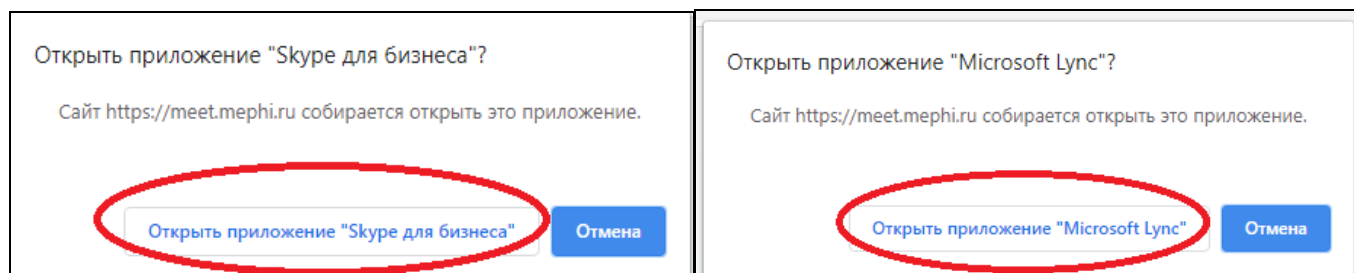 Открыть приложение "Skype для бизнеса"?
Сайт https://meet.mephi.ru собирается открыть это приложение.
Открыть приложение "Skype для бизнеса"
Отмена
Открыть приложение "Microsoft Lync"?
Сайт https://meet.mephi.ru собирается открыть это приложение.
Открыть приложение "Microsoft Lync"
Отмена